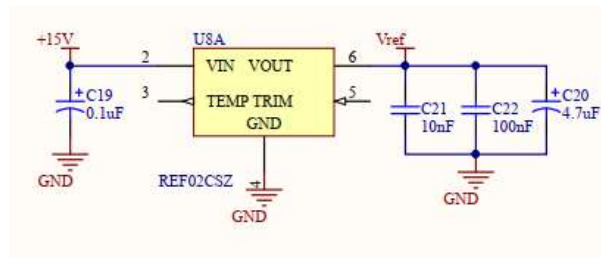 +15V
U8A
Vref
2
VIN VOUT
6
3
TEMP TRIM
5
GND
+
C19
0.1uF
C21
10nF
C22
100nF
+
C20
4.7uF
GND
REF02CSZ
4
GND
GND